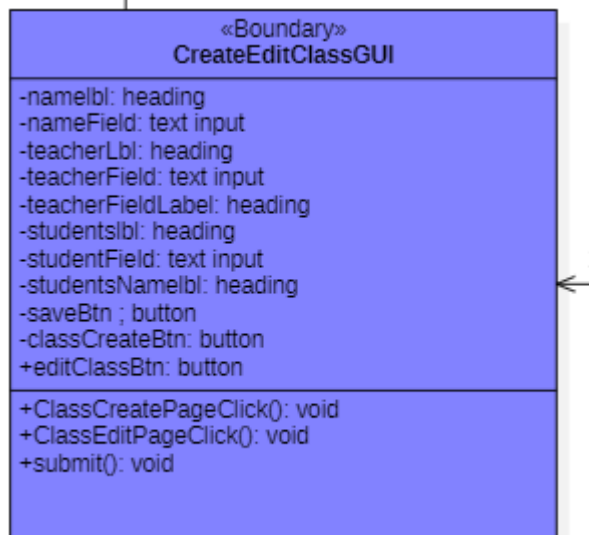 «Boundary»
CreateEditClassGUI
-namelbl: heading
-nameField: text input
-teacherLbl: heading
-teacherField: text input
-teacherFieldLabel: heading
-studentslbl: heading
-studentField: text input
-studentsNamelbl: heading
-saveBtn ; button
-classCreateBtn: button
+editClassBtn: button
+ClassCreatePageClick(): void
+ClassEditPageClick(): void
+submit(): void